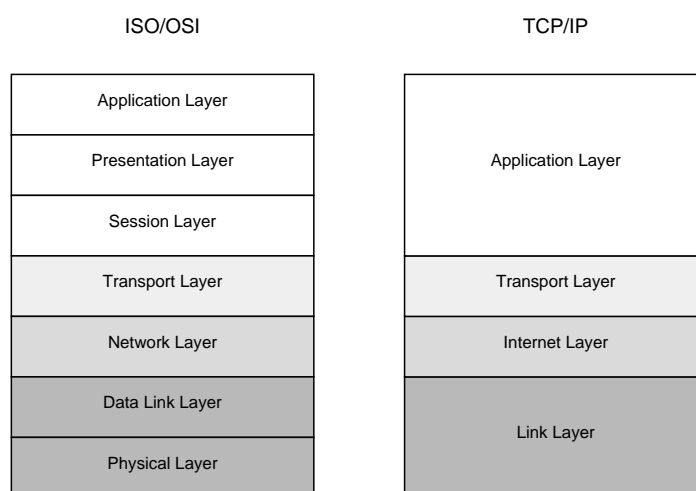 ISO/OSI
Application Layer
Presentation Layer
Session Layer
Transport Layer
Network Layer
Data Link Layer
Physical Layer
TCP/IP
Application Layer
Transport Layer
Internet Layer
Link Layer